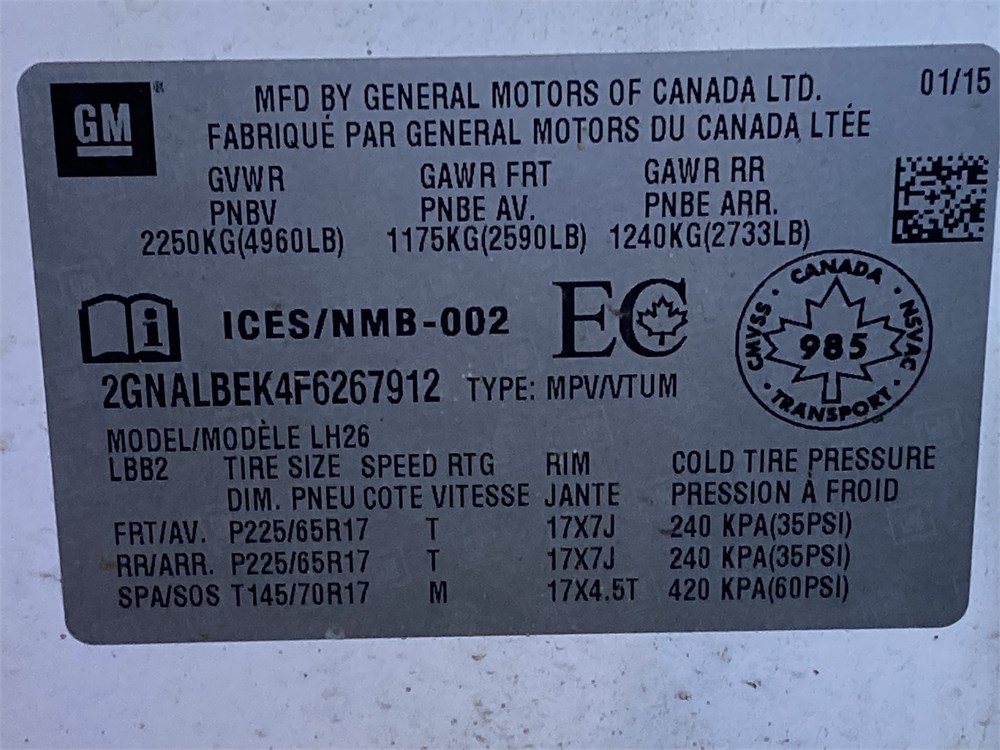 GM
MFD BY GENERAL MOTORS OF CANADA LTD. 01/15
FABRIQUÉ PAR GENERAL MOTORS DU CANADA LTÉE
GVWR GAWR FRT GAWR RR
PNBV PNBE AV. PNBE ARR.
2250KG(4960LB) 1175KG(2590LB) 1240KG(2733LB)
i ICES/NMB-002 EC
CANADA
CMVSS · 985 · NSVAC
TRANSPORT
2GNALBEK4F6267912 TYPE: MPV/VTUM
MODEL/MODÈLE LH26
LBB2 TIRE SIZE SPEED RTG RIM COLD TIRE PRESSURE
DIM. PNEU COTE VITESSE JANTE PRESSION À FROID
FRT/AV. P225/65R17 T 17X7J 240 KPA(35PSI)
RR/ARR. P225/65R17 T 17X7J 240 KPA(35PSI)
SPA/SOS T145/70R17 M 17X4.5T 420 KPA(60PSI)